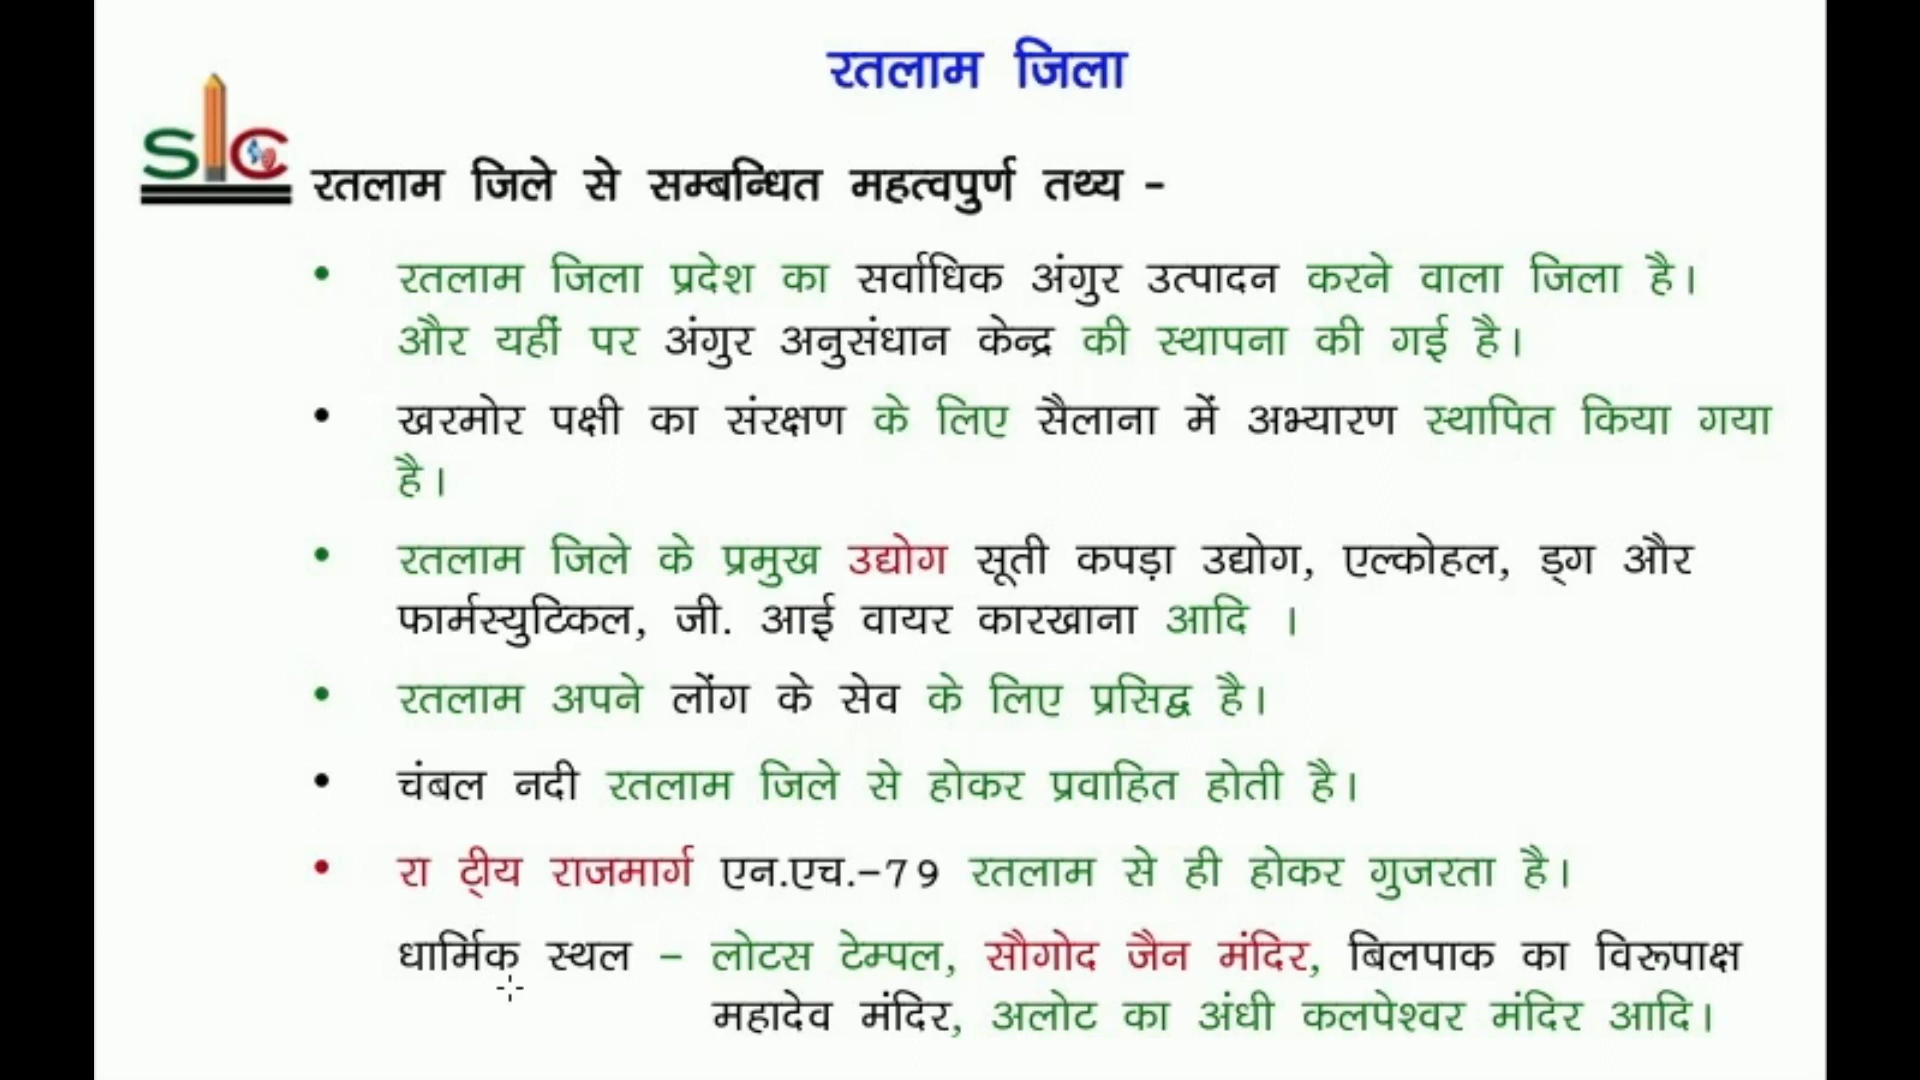 रतलाम जिला
SLC
रतलाम जिले से सम्बन्धित महत्वपुर्ण तथ्य -
• रतलाम जिला प्रदेश का सर्वाधिक अंगुर उत्पादन करने वाला जिला है।
और यहीं पर अंगुर अनुसंधान केन्द्र की स्थापना की गई है।
• खरमोर पक्षी का संरक्षण के लिए सैलाना में अभ्यारण स्थापित किया गया
है।
• रतलाम जिले के प्रमुख उद्योग सूती कपड़ा उद्योग, एल्कोहल, ड्ग और
फार्मस्युटिकल, जी. आई वायर कारखाना आदि ।
• रतलाम अपने लोंग के सेव के लिए प्रसिद्व है।
• चंबल नदी रतलाम जिले से होकर प्रवाहित होती है।
• रा ट्ीय राजमार्ग एन.एच.-79 रतलाम से ही होकर गुजरता है।
धार्मिक स्थल - लोटस टेम्पल, सौगोद जैन मंदिर, बिलपाक का विरूपाक्ष
महादेव मंदिर, अलोट का अंधी कलपेश्वर मंदिर आदि।